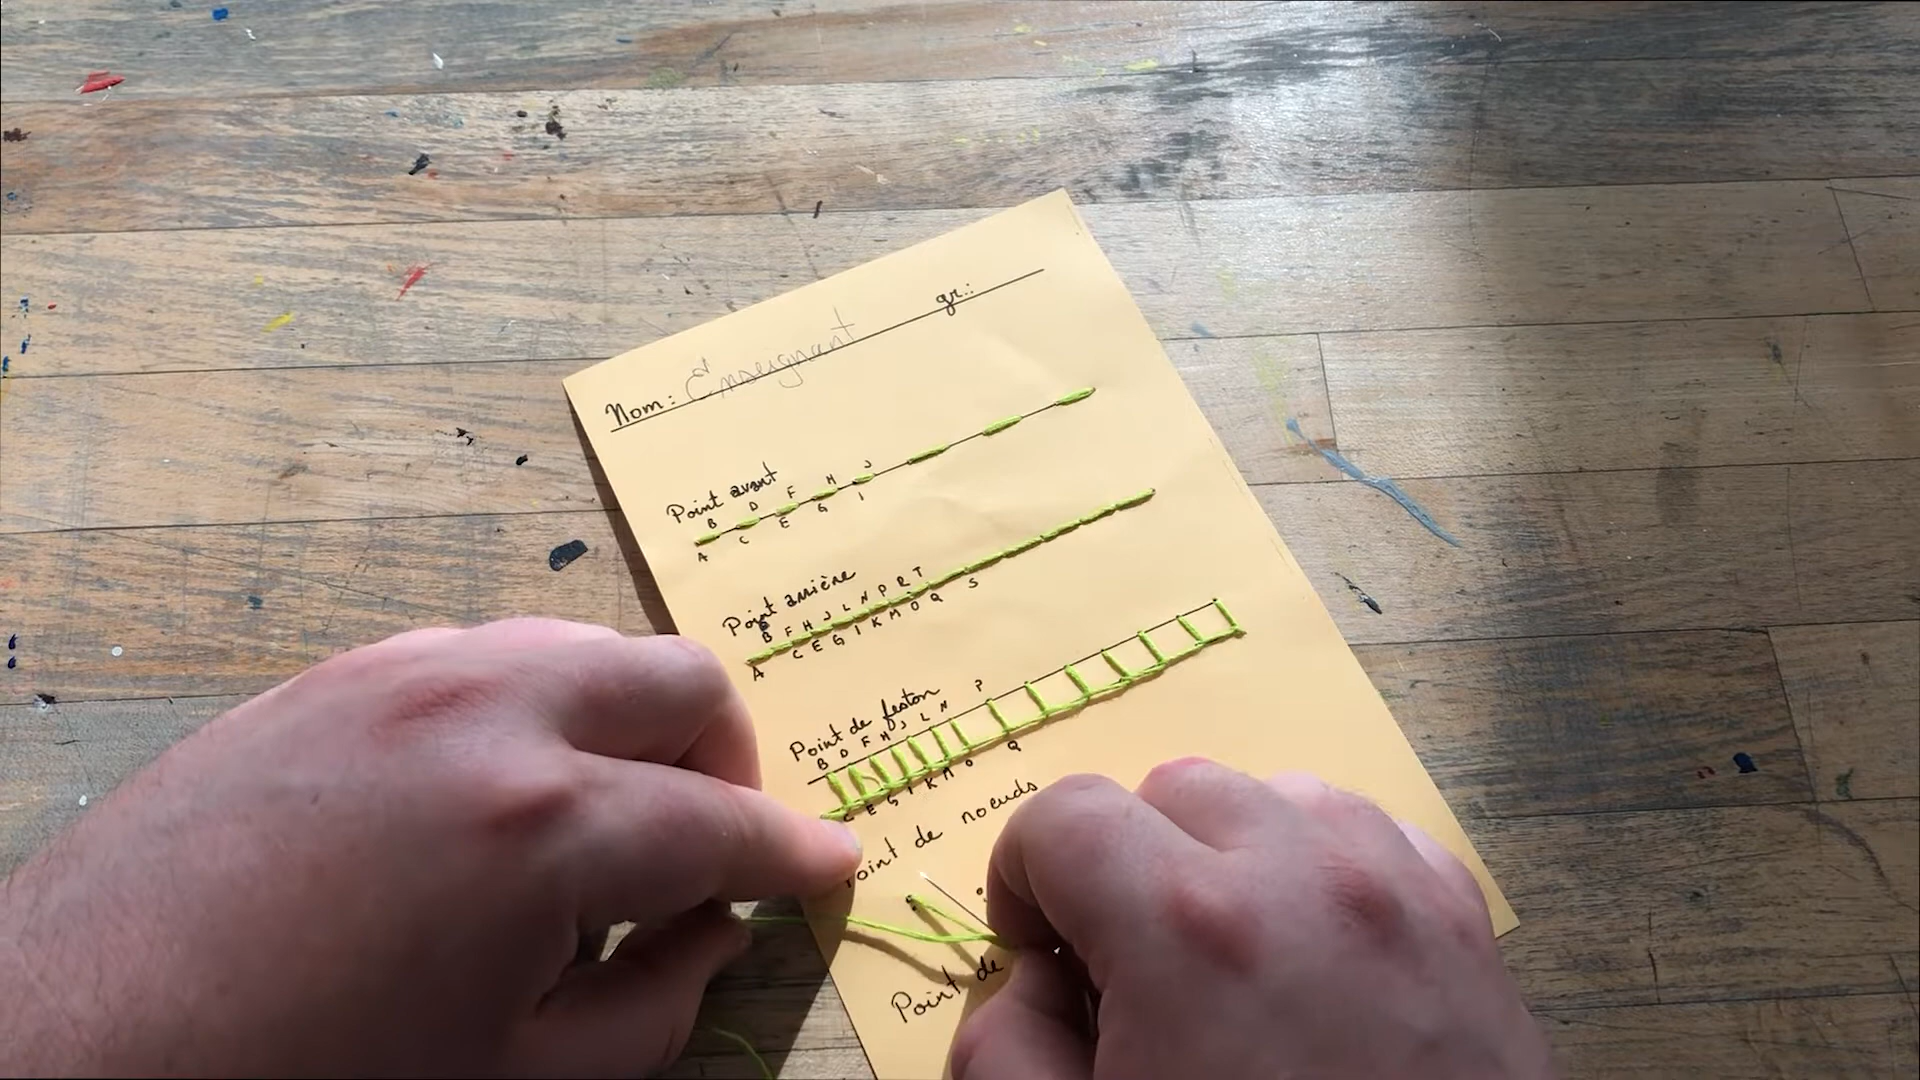 Nom: Enseignant gr.:
Point avant
B D F H J
A C E G I
Point arrière
B F H J L N P R T
A C E G I K M O Q S
Point de feston
B D F H J L N P
C E G I K M O Q
Point de noeuds
Point de